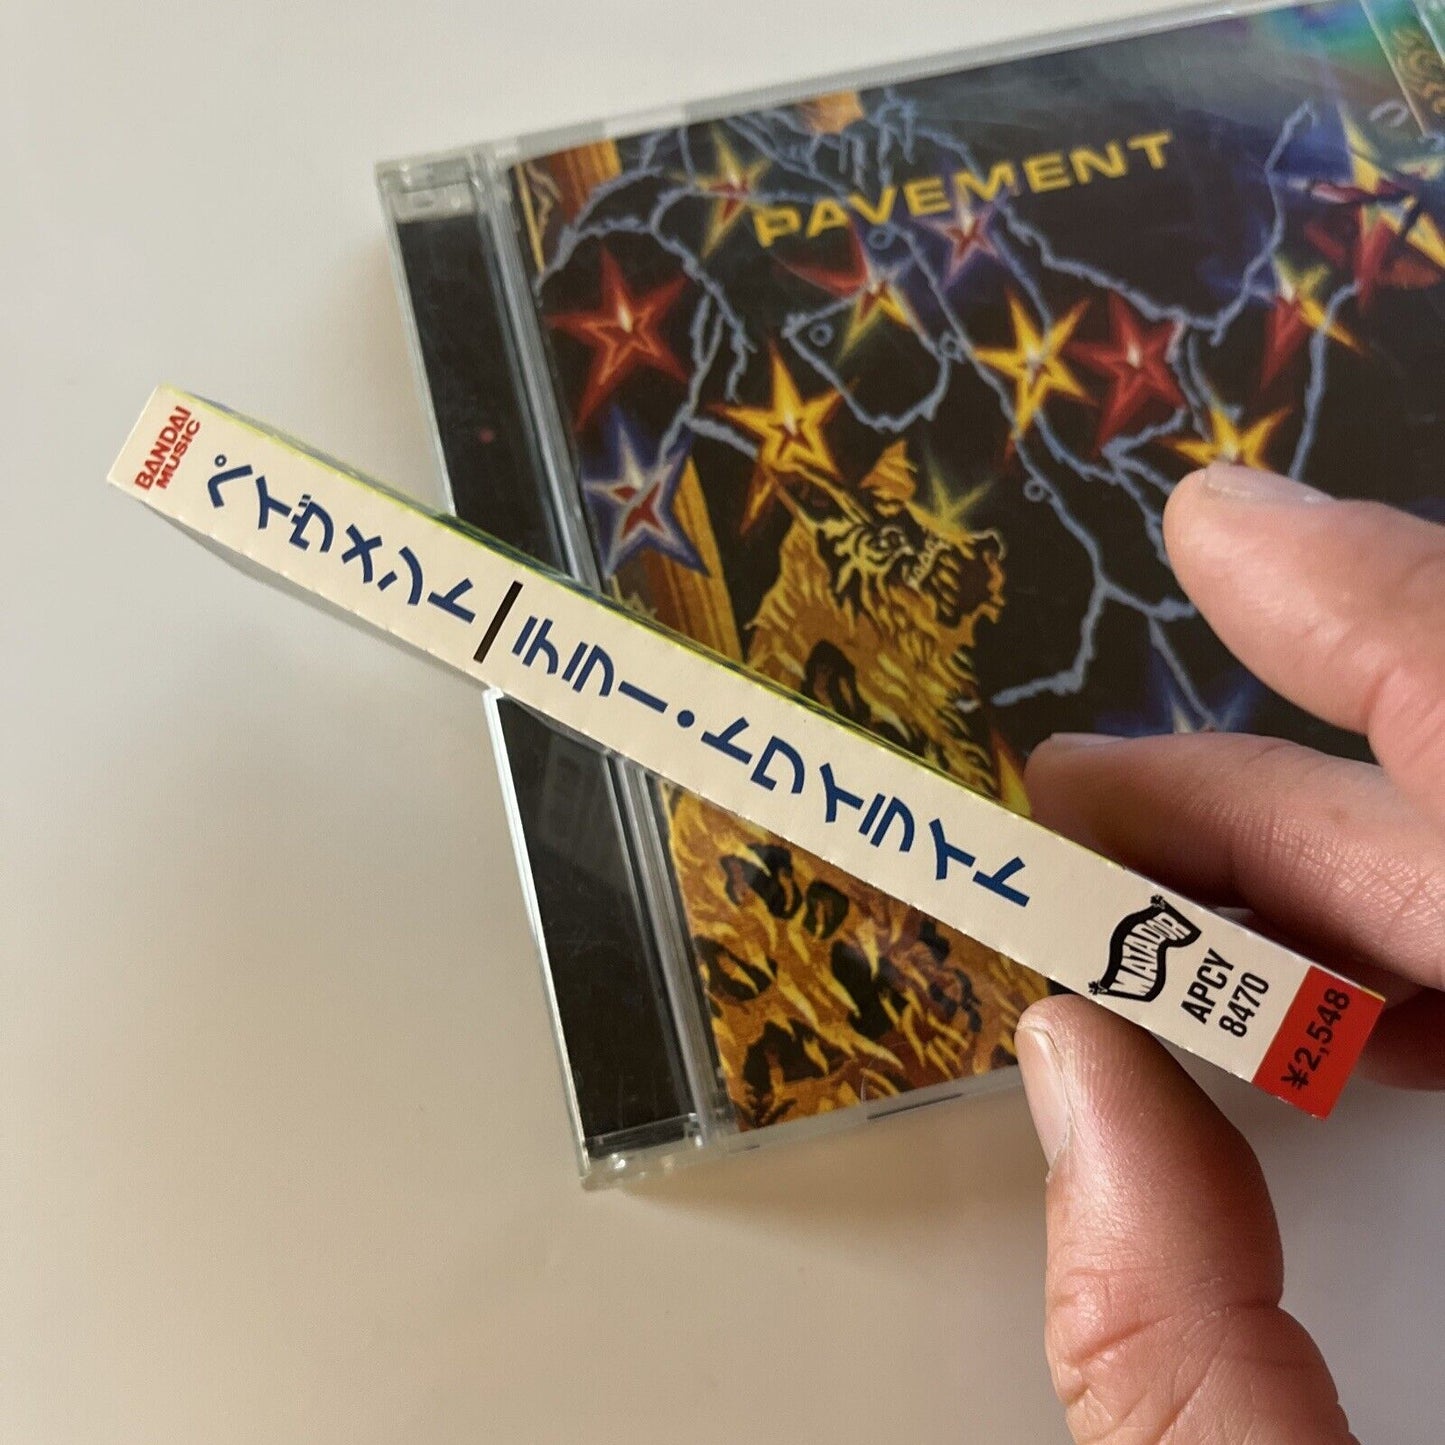 PAVEMENT
BANDAI
MUSIC
ペイヴメント|テラー・トワイライト
MATADOR
APCY
8470
¥2,548